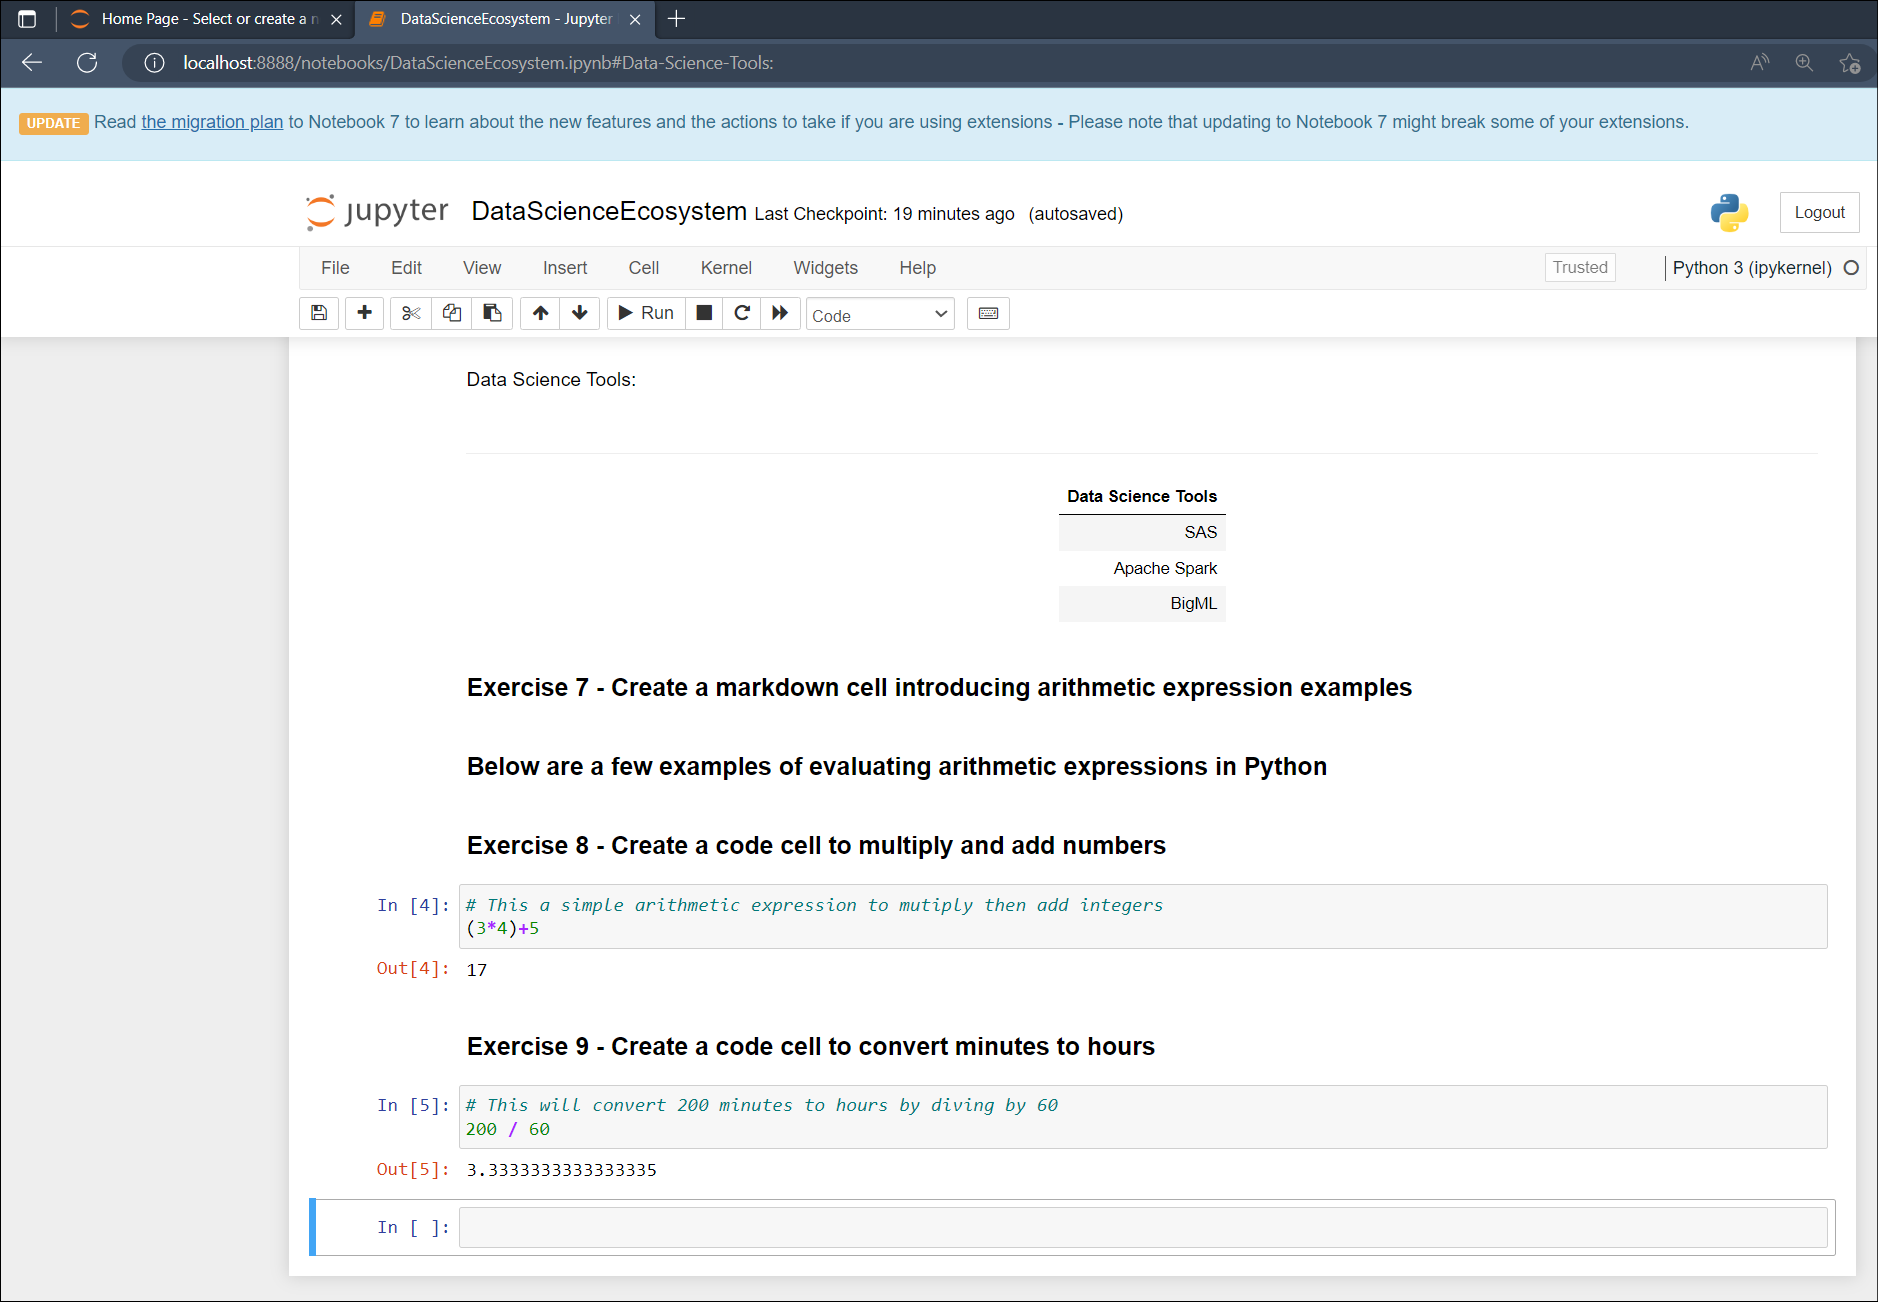 Home Page - Select or create a n
DataScienceEcosystem - Jupyter
localhost:8888/notebooks/DataScienceEcosystem.ipynb#Data-Science-Tools:
UPDATE Read the migration plan to Notebook 7 to learn about the new features and the actions to take if you are using extensions - Please note that updating to Notebook 7 might break some of your extensions.
jupyter DataScienceEcosystem Last Checkpoint: 19 minutes ago (autosaved)
Logout
File Edit View Insert Cell Kernel Widgets Help
Trusted
Python 3 (ipykernel)
Run
Code
Data Science Tools:
Data Science Tools
SAS
Apache Spark
BigML
Exercise 7 - Create a markdown cell introducing arithmetic expression examples
Below are a few examples of evaluating arithmetic expressions in Python
Exercise 8 - Create a code cell to multiply and add numbers
In [4]: # This a simple arithmetic expression to mutiply then add integers
(3*4)+5
Out[4]: 17
Exercise 9 - Create a code cell to convert minutes to hours
In [5]: # This will convert 200 minutes to hours by diving by 60
200 / 60
Out[5]: 3.3333333333333335
In [ ]: